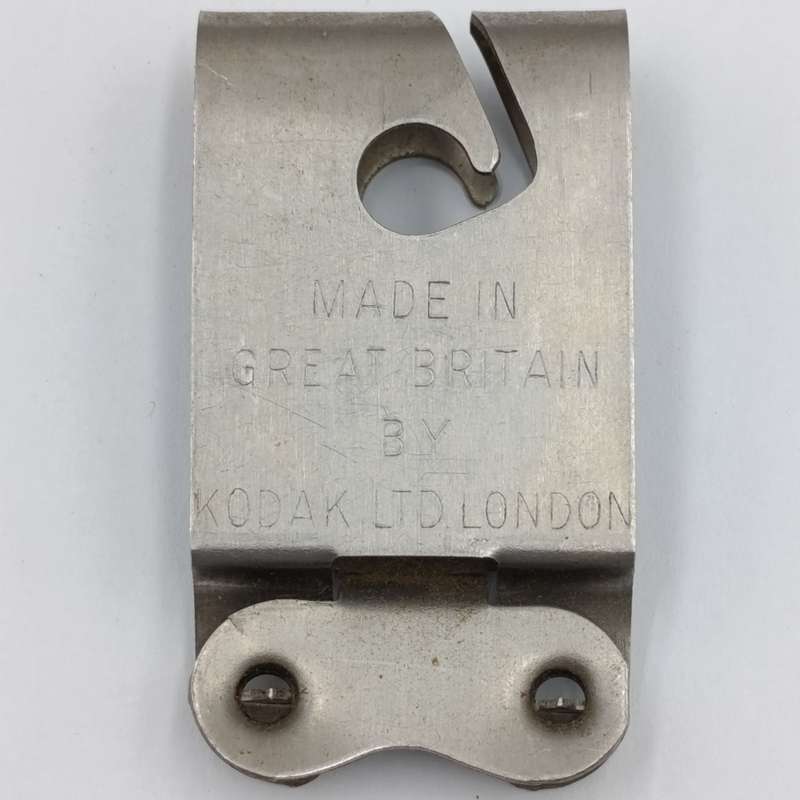 MADE IN
GREAT BRITAIN
BY
KODAK LTD. LONDON